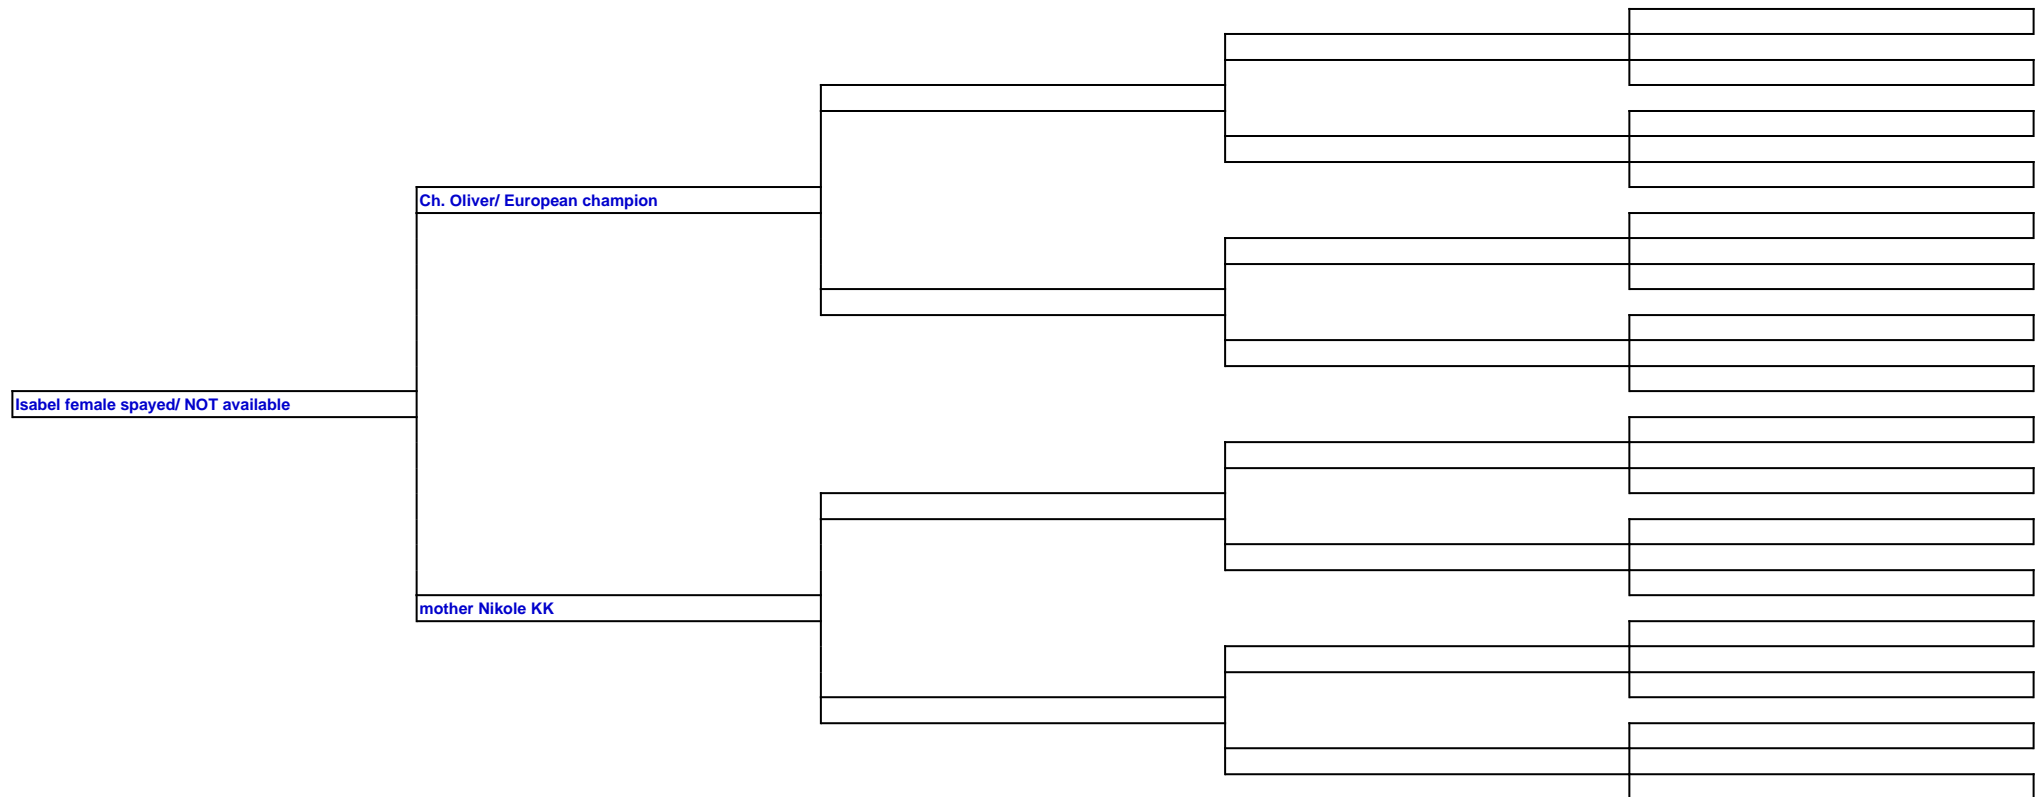 Ch. Oliver/ European champion
Isabel female spayed/ NOT available
mother Nikole KK